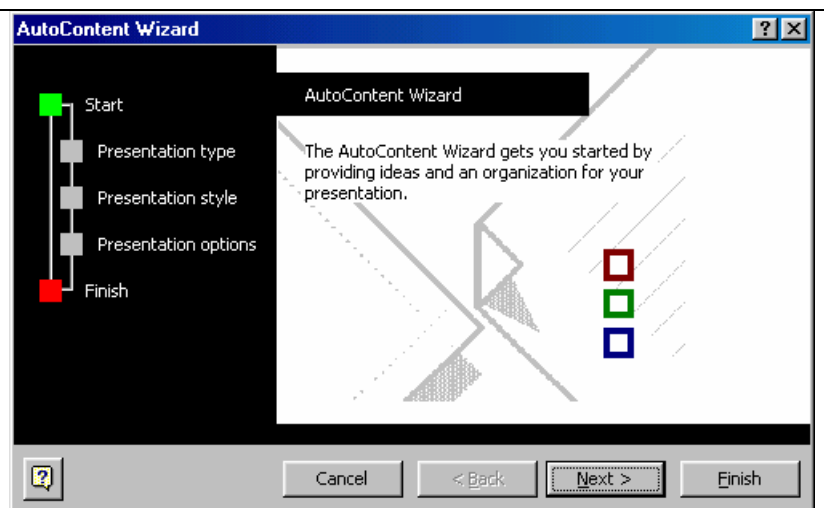 AutoContent Wizard
Start
Presentation type
Presentation style
Presentation options
Finish
AutoContent Wizard
The AutoContent Wizard gets you started by
providing ideas and an organization for your
presentation.
Cancel
< Back
Next >
Finish